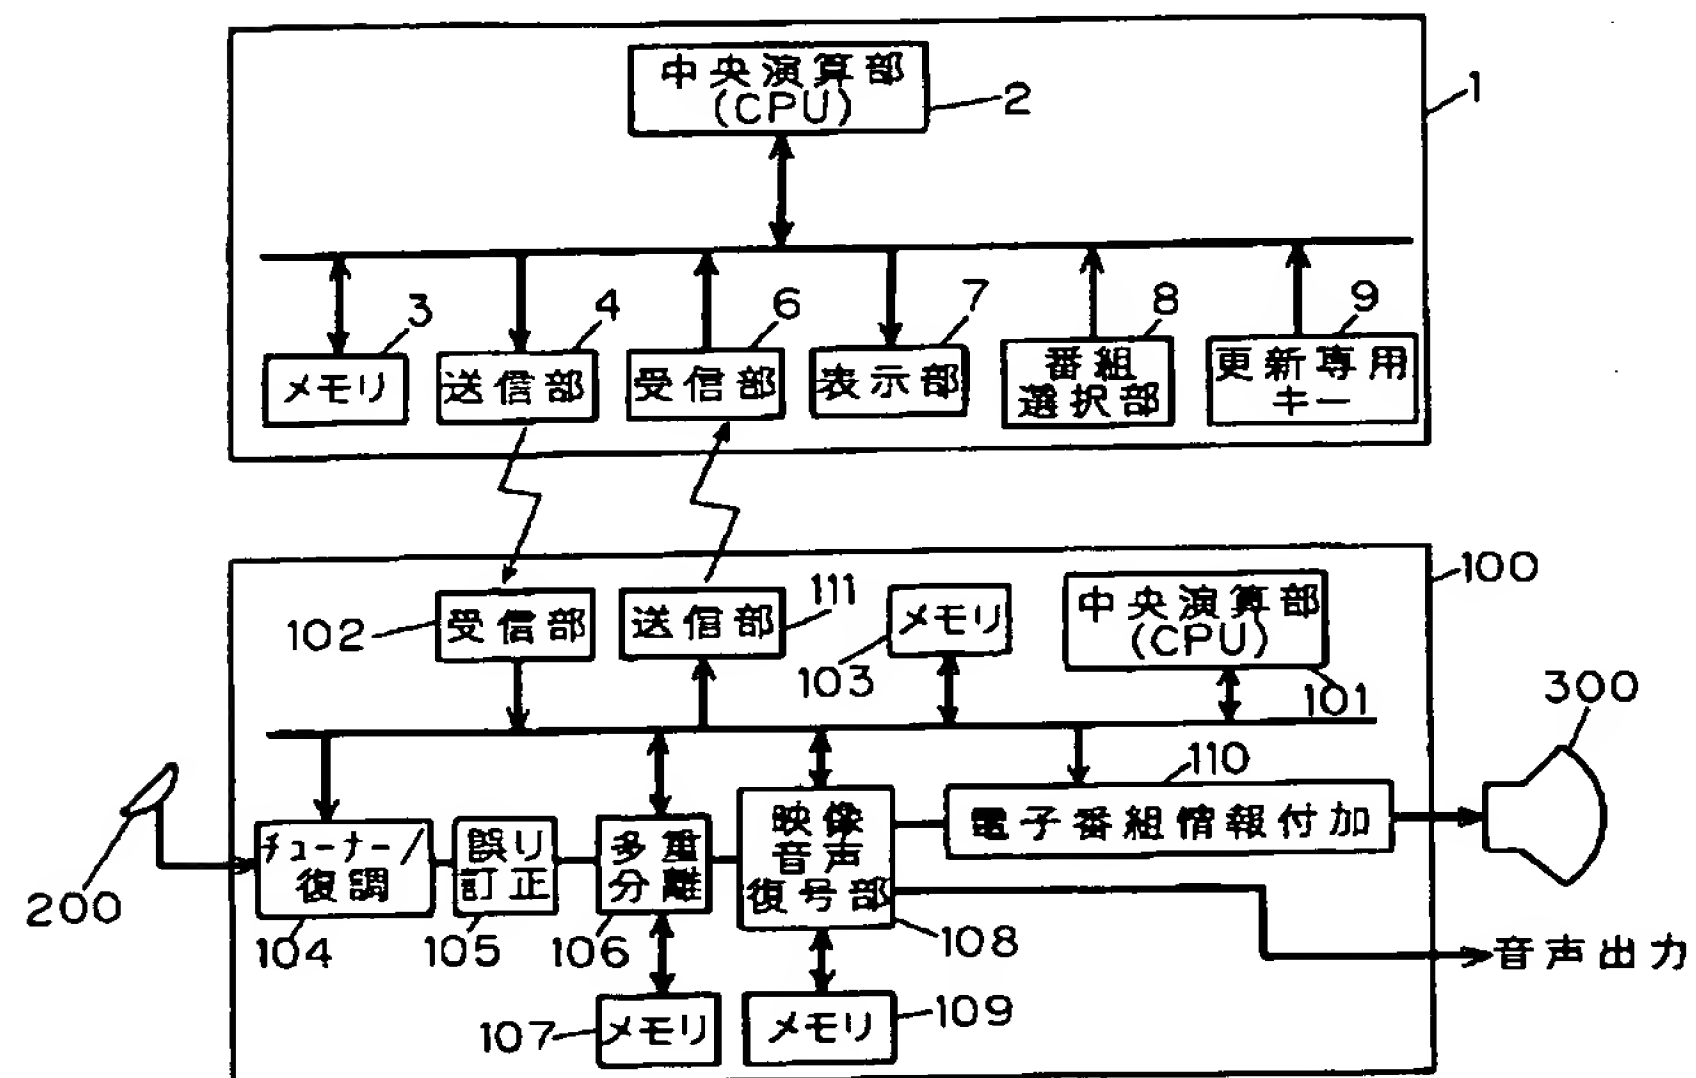 中央演算部
(CPU)
2
1
3
4
6
7
8
9
メモリ
送信部
受信部
表示部
番組
選択部
更新専用
キー
100
102
受信部
送信部
111
メモリ
103
中央演算部
(CPU)
101
300
110
200
チューナー/
復調
104
誤り
訂正
105
多重
分離
106
映像
音声
復号部
108
電子番組情報付加
音声出力
107
メモリ
メモリ
109